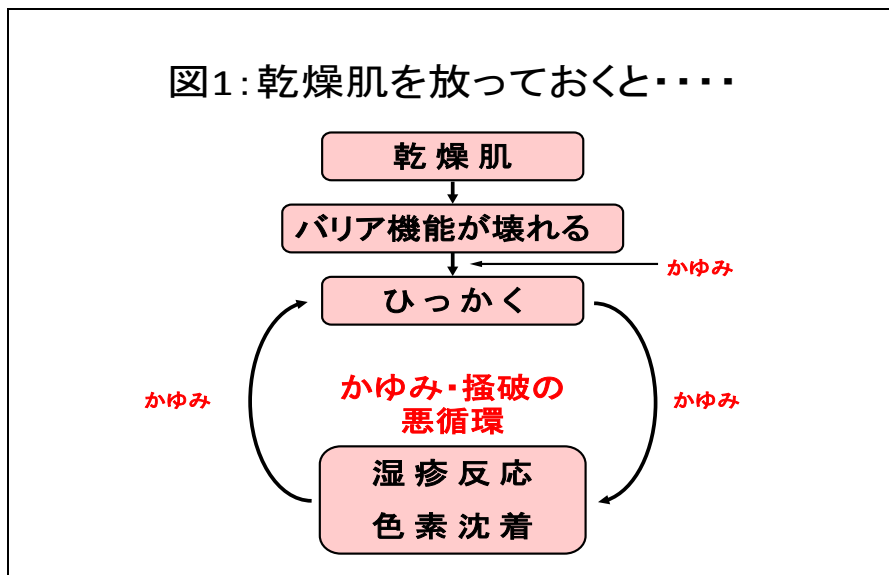 図1:乾燥肌を放っておくと・・・・
乾燥肌
バリア機能が壊れる
かゆみ
ひっかく
かゆみ
かゆみ・掻破の
悪循環
かゆみ
湿疹反応
色素沈着